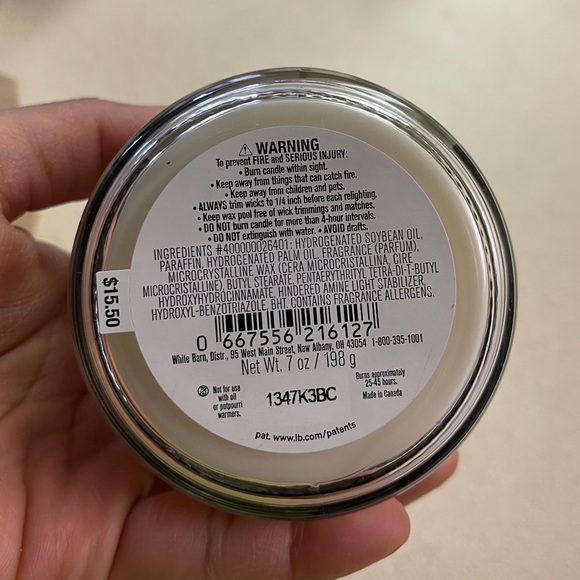 ⚠ WARNING
To prevent FIRE and SERIOUS INJURY:
• Burn candle within sight.
• Keep away from things that can catch fire.
• Keep away from children and pets.
• ALWAYS trim wicks to 1/4 inch before each relighting.
• Keep wax pool free of wick trimmings and matches.
• DO NOT burn candle for more than 4-hour intervals.
• DO NOT extinguish with water. • AVOID drafts.
INGREDIENTS #400000026401: HYDROGENATED SOYBEAN OIL,
PARAFFIN, HYDROGENATED PALM OIL, FRAGRANCE (PARFUM),
MICROCRYSTALLINE WAX (CERA MICROCRISTALLINA, CIRE
MICROCRISTALLINE), BUTYL STEARATE, PENTAERYTHRITYL TETRA-DI-T-BUTYL
HYDROXYHYDROCINNAMATE, HINDERED AMINE LIGHT STABILIZER,
HYDROXYL-BENZOTRIAZOLE, BHT. CONTAINS FRAGRANCE ALLERGENS.
$15.50
0 667556 216127
White Barn, Distr., 95 West Main Street, New Albany, OH 43054 1-800-395-1001
Net Wt. 7 oz / 198 g
Not for use
with oil
or potpourri
warmers.
1347K3BC
Burns approximately
25-45 hours.
Made in Canada
pat. www.lb.com/patents